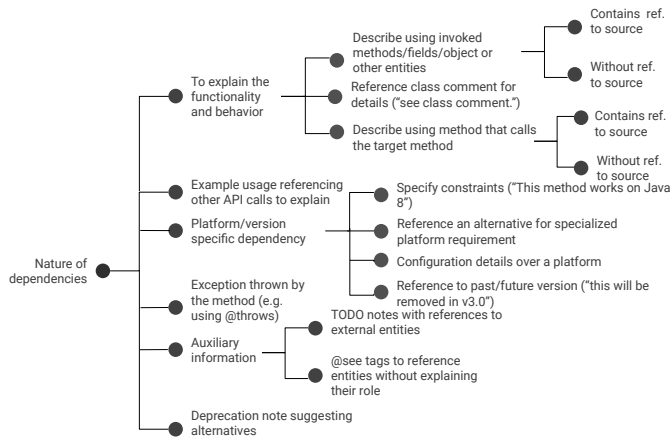 Nature of
dependencies
To explain the
functionality
and behavior
Describe using invoked
methods/fields/object or
other entities
Contains ref.
to source
Without ref.
to source
Reference class comment for
details (“see class comment.”)
Describe using method that calls
the target method
Contains ref.
to source
Without ref.
to source
Example usage referencing
other API calls to explain
Platform/version
specific dependency
Specify constraints (“This method works on Java
8”)
Reference an alternative for specialized
platform requirement
Configuration details over a platform
Reference to past/future version (“this will be
removed in v3.0”)
Exception thrown by
the method (e.g.
using @throws)
Auxiliary
information
TODO notes with references to
external entities
@see tags to reference
entities without explaining
their role
Deprecation note suggesting
alternatives